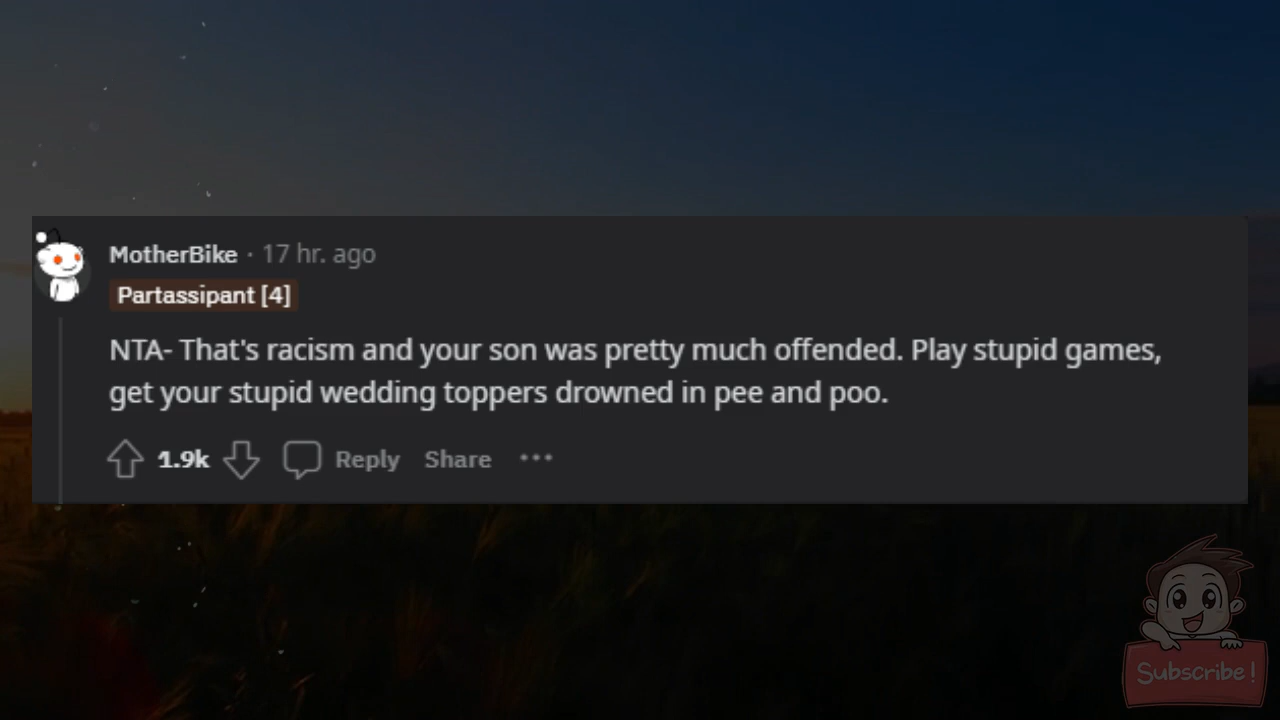 MotherBike · 17 hr. ago
Partassipant [4]
NTA- That's racism and your son was pretty much offended. Play stupid games,
get your stupid wedding toppers drowned in pee and poo.
1.9k Reply Share ···
Subscribe!